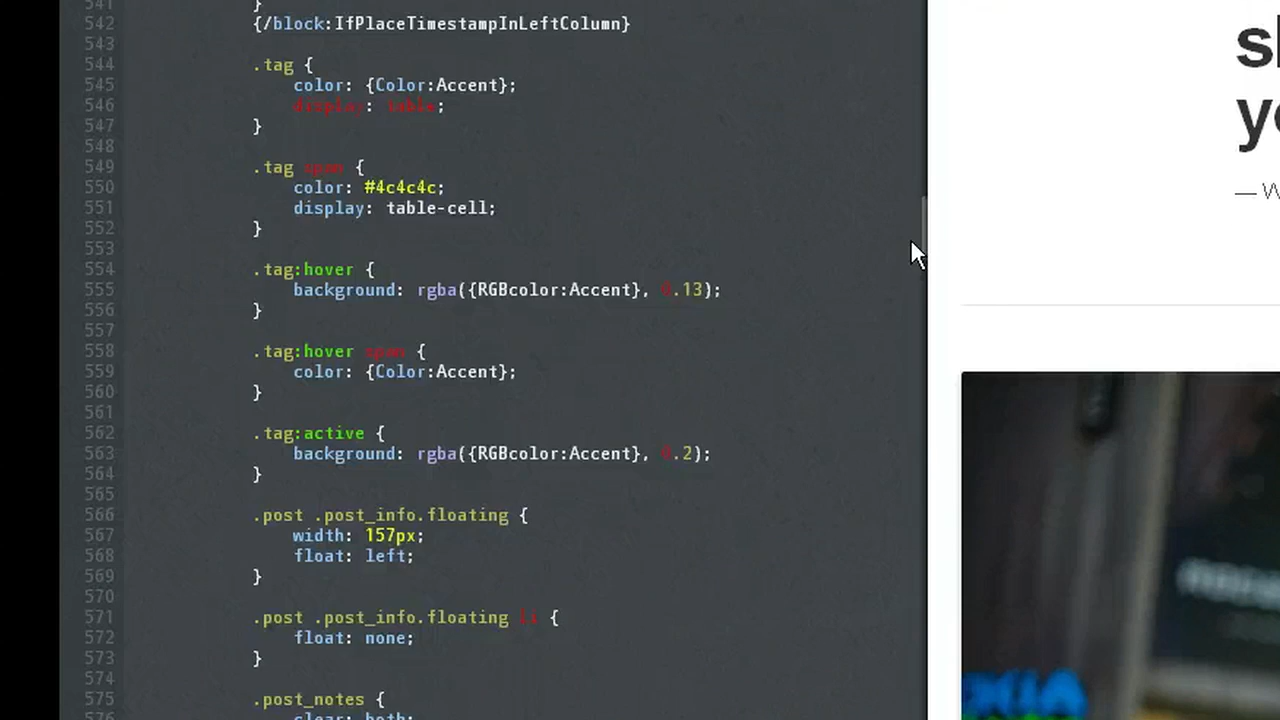 541 }
542 {/block:IfPlaceTimestampInLeftColumn}
543
544 .tag {
545 color: {Color:Accent};
546 display: table;
547 }
548
549 .tag span {
550 color: #4c4c4c;
551 display: table-cell;
552 }
553
554 .tag:hover {
555 background: rgba({RGBcolor:Accent}, 0.13);
556 }
557
558 .tag:hover span {
559 color: {Color:Accent};
560 }
561
562 .tag:active {
563 background: rgba({RGBcolor:Accent}, 0.2);
564 }
565
566 .post .post_info.floating {
567 width: 157px;
568 float: left;
569 }
570
571 .post .post_info.floating li {
572 float: none;
573 }
574
575 .post_notes {
576 clear: both;
— W